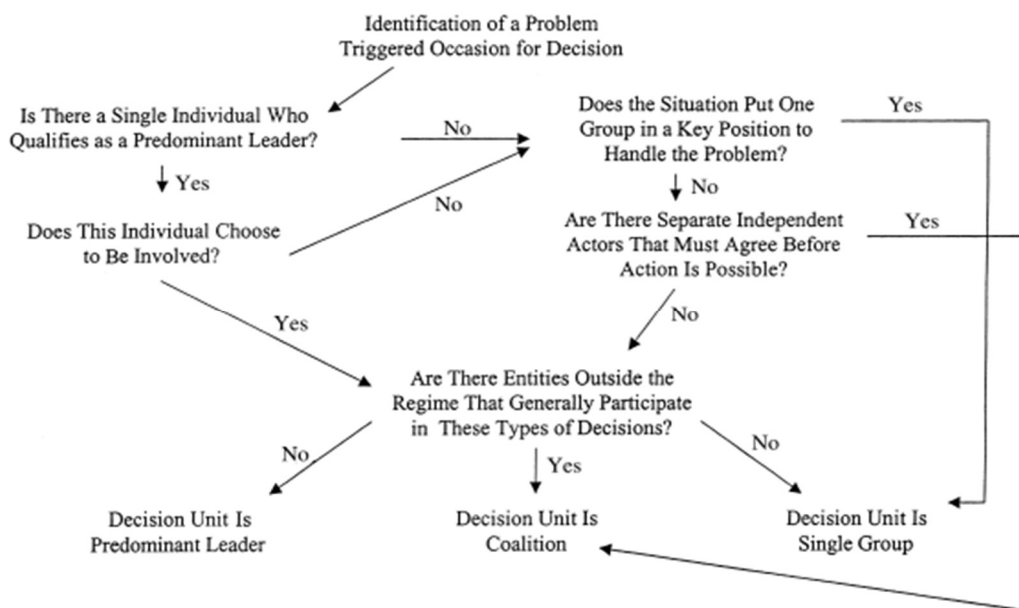 Identification of a Problem
Triggered Occasion for Decision
Is There a Single Individual Who
Qualifies as a Predominant Leader?
No
Does the Situation Put One
Group in a Key Position to
Handle the Problem?
Yes
Yes
No
No
Does This Individual Choose
to Be Involved?
Are There Separate Independent
Actors That Must Agree Before
Action Is Possible?
Yes
Yes
No
Are There Entities Outside the
Regime That Generally Participate
in These Types of Decisions?
No
Yes
No
Decision Unit Is
Predominant Leader
Decision Unit Is
Coalition
Decision Unit Is
Single Group